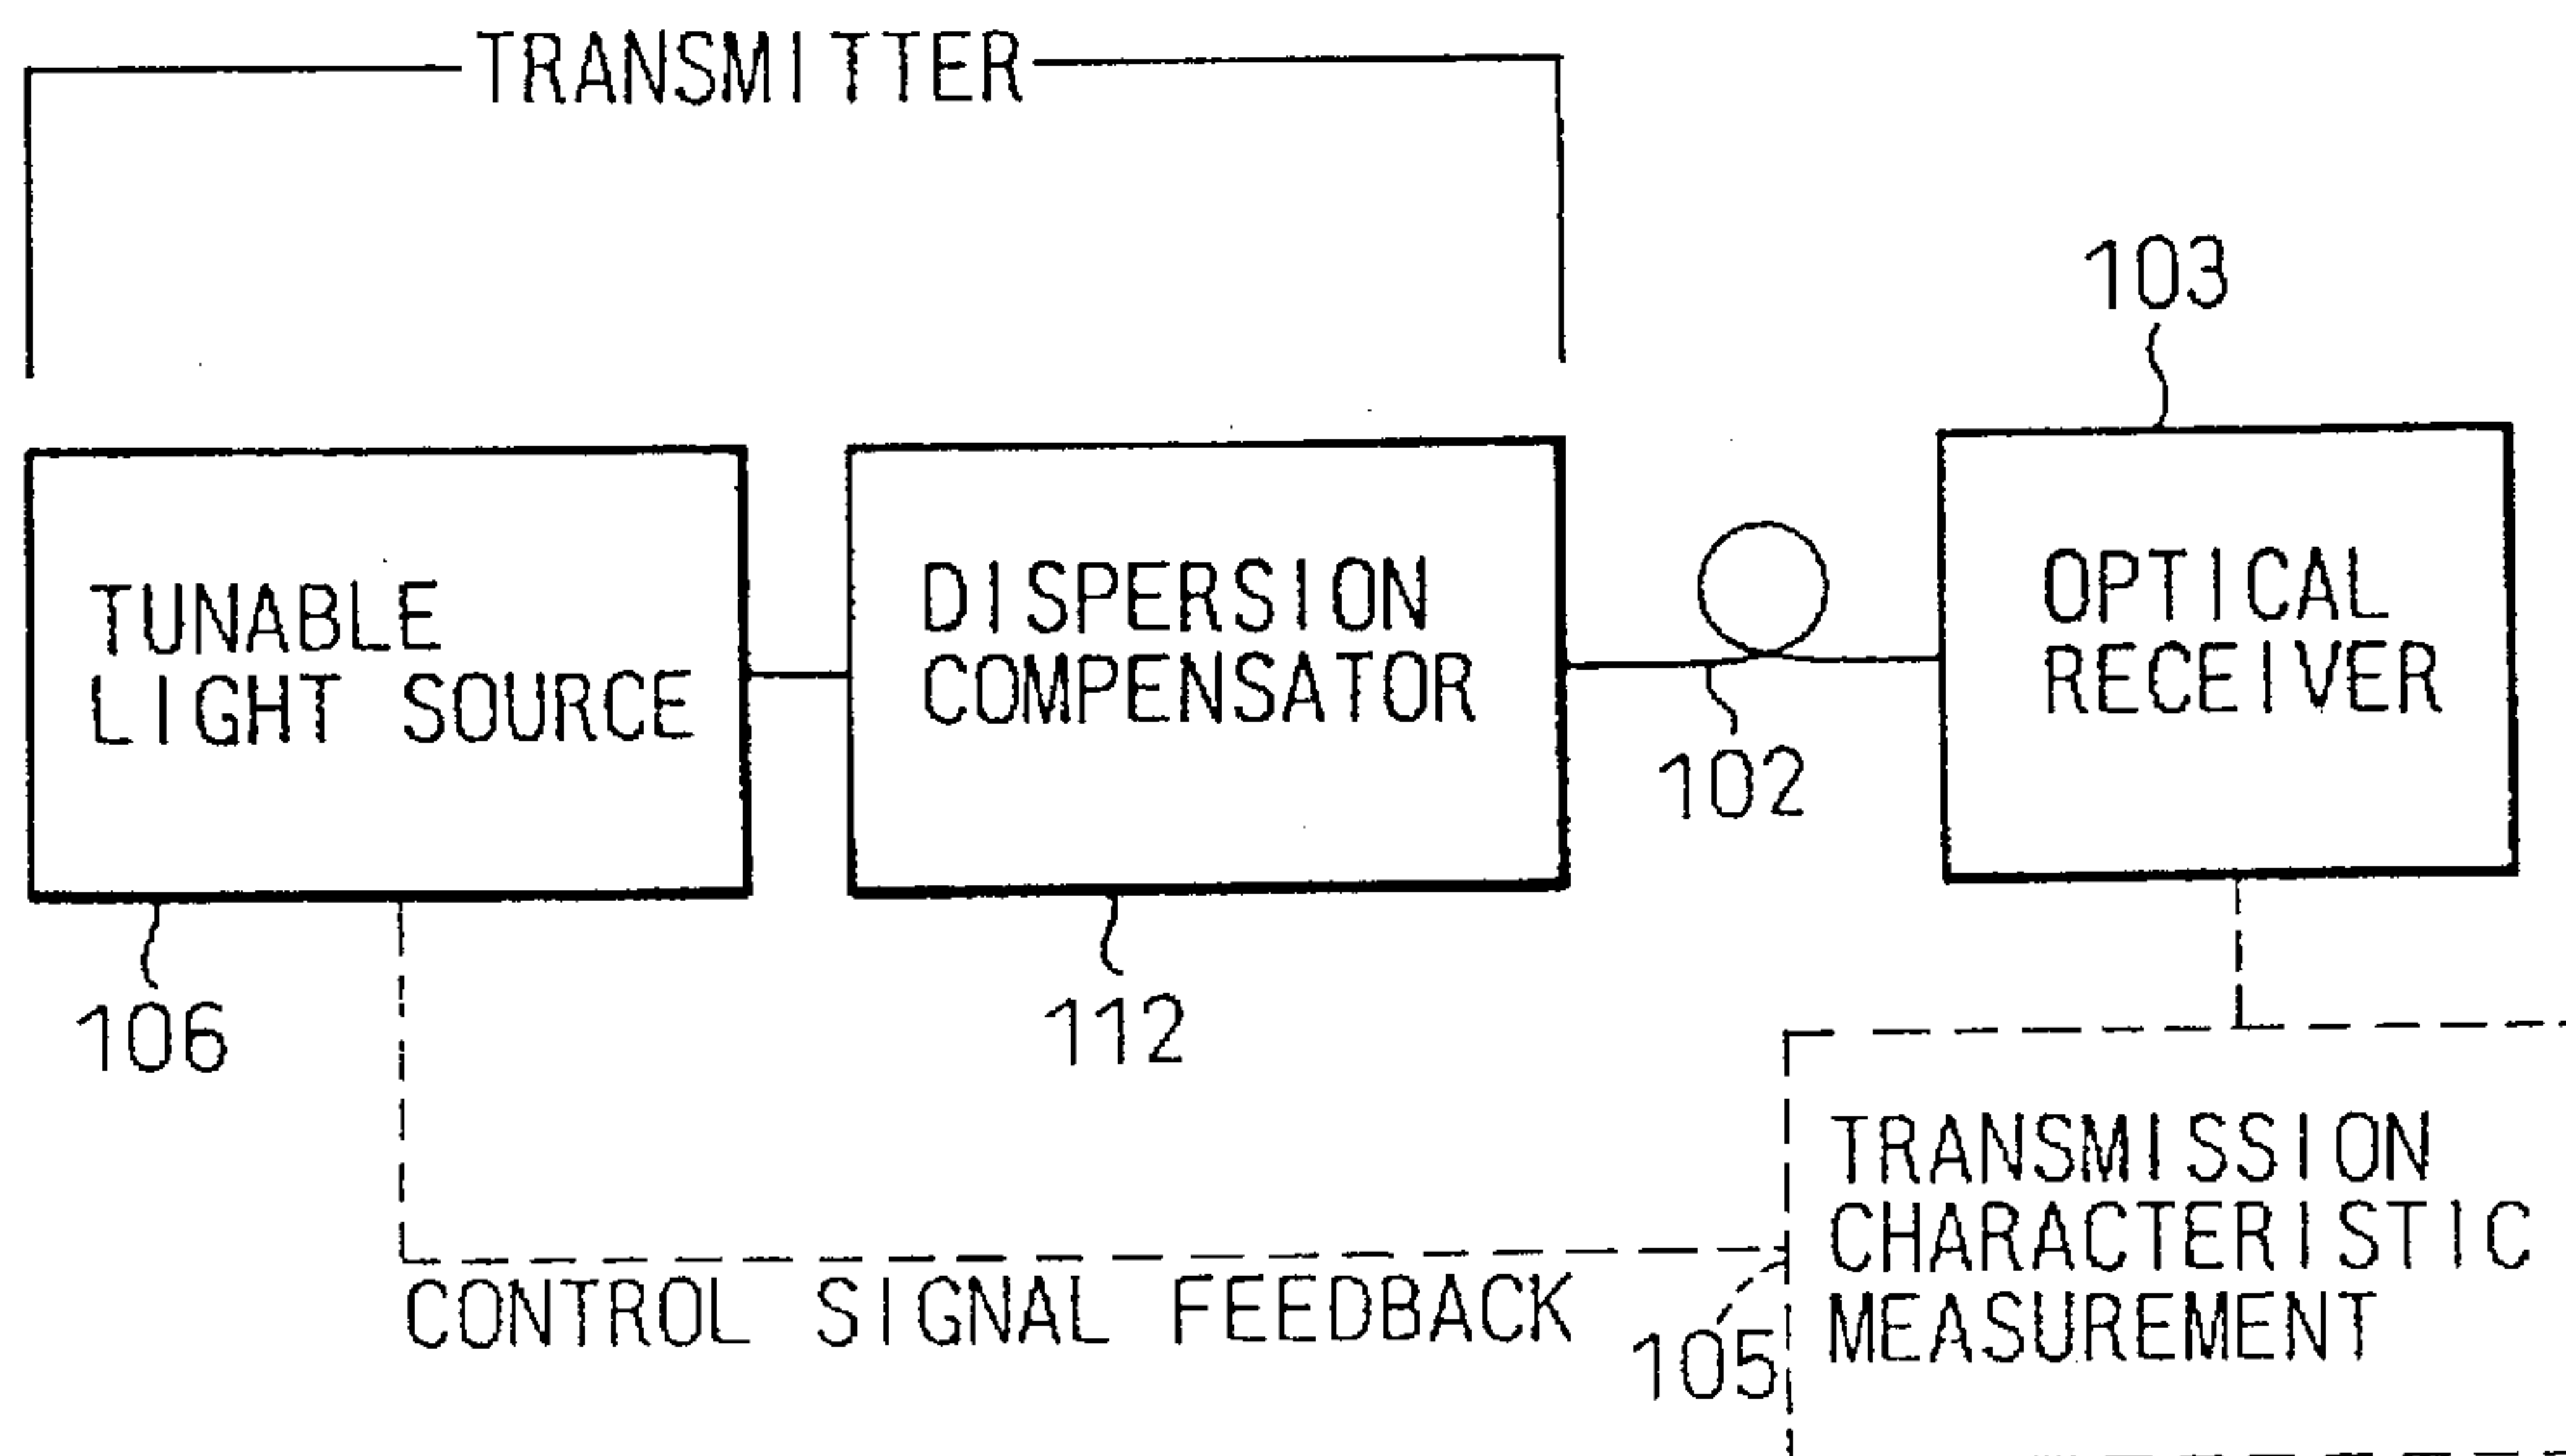 TRANSMITTER
103
TUNABLE
LIGHT SOURCE
DISPERSION
COMPENSATOR
OPTICAL
RECEIVER
102
106
112
TRANSMISSION
CHARACTERISTIC
MEASUREMENT
CONTROL SIGNAL FEEDBACK
105